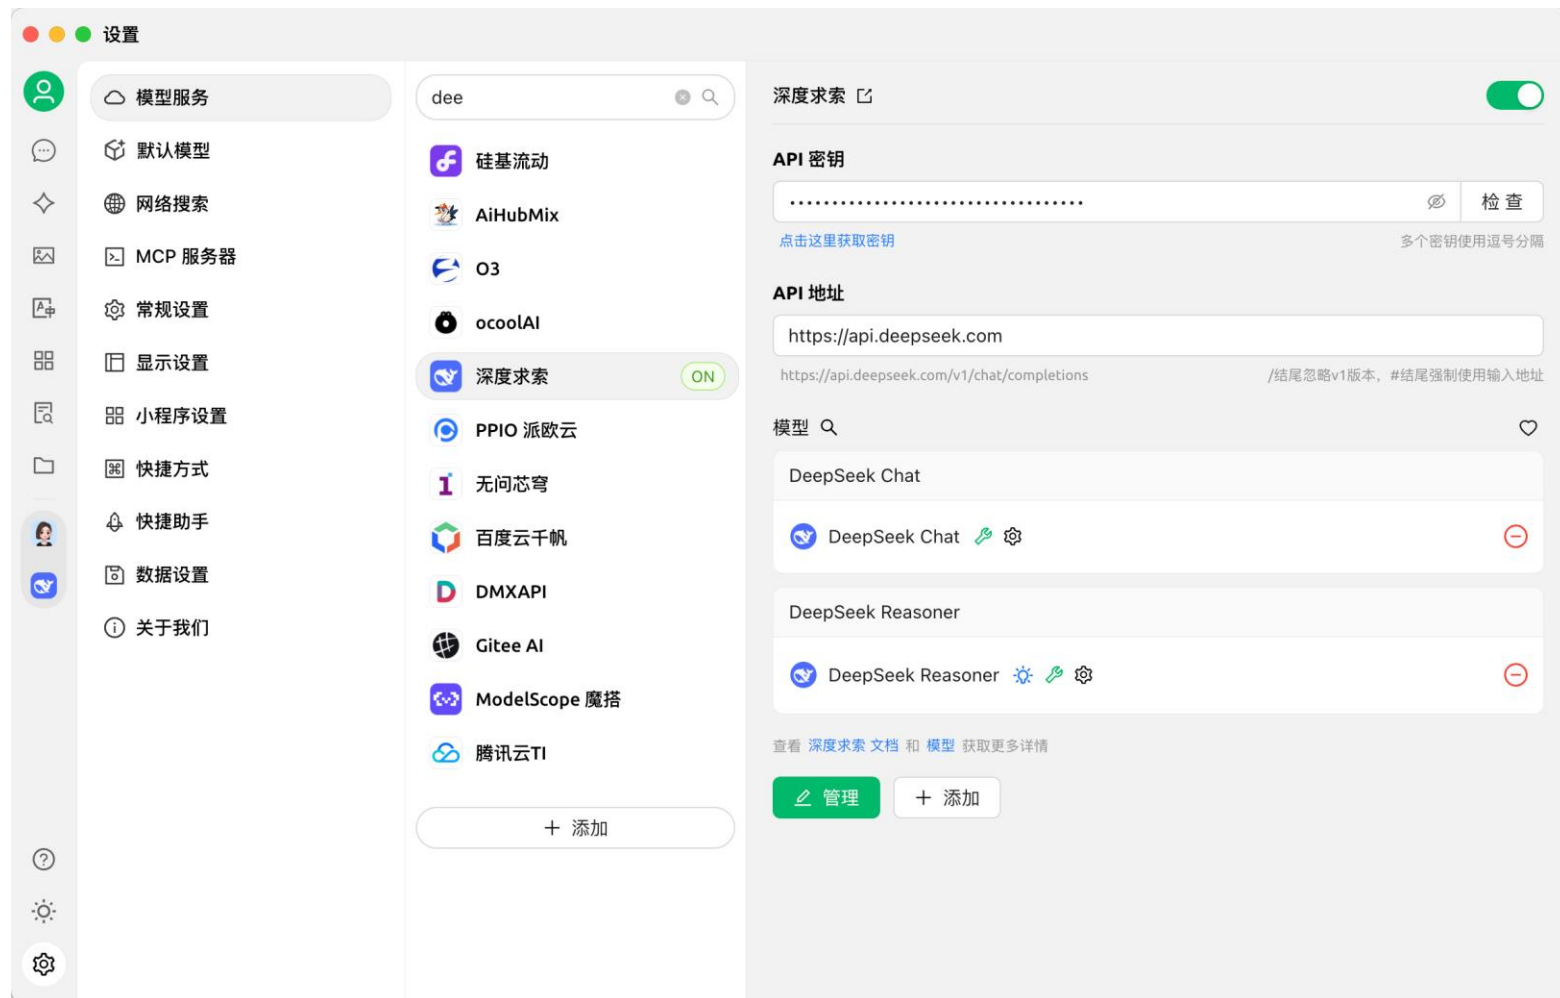 设置
模型服务
默认模型
网络搜索
MCP 服务器
常规设置
显示设置
小程序设置
快捷方式
快捷助手
数据设置
关于我们
dee
硅基流动
AiHubMix
O3
ocoolAI
深度求索 ON
PPIO 派欧云
无问芯穹
百度云千帆
DMXAPI
Gitee AI
ModelScope 魔搭
腾讯云TI
+ 添加
深度求索
API 密钥
•••••••••••••••••••••••••••••••••••
检 查
点击这里获取密钥
多个密钥使用逗号分隔
API 地址
https://api.deepseek.com
https://api.deepseek.com/v1/chat/completions
/结尾忽略v1版本，#结尾强制使用输入地址
模型
DeepSeek Chat
DeepSeek Chat
DeepSeek Reasoner
DeepSeek Reasoner
查看 深度求索 文档 和 模型 获取更多详情
管理
+ 添加